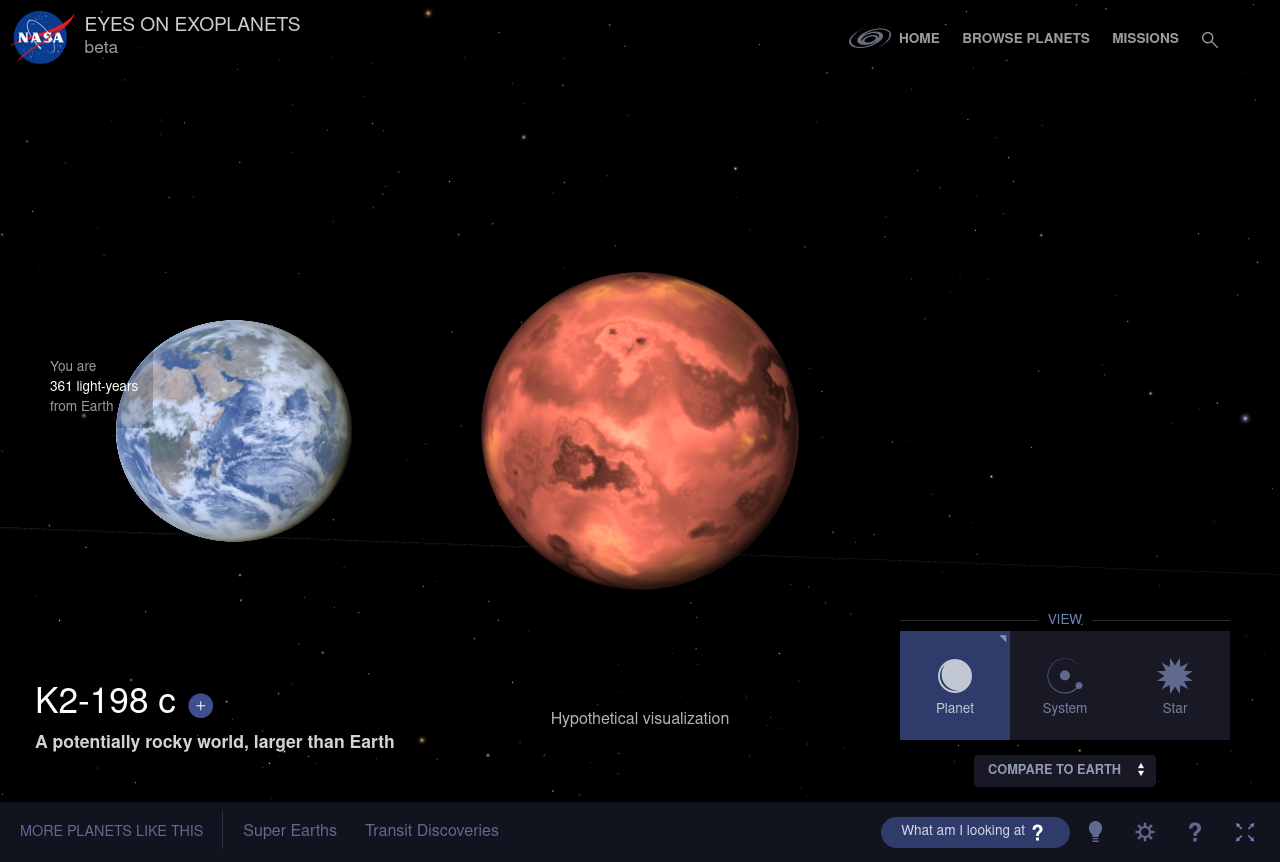 NASA
EYES ON EXOPLANETS
beta
HOME
BROWSE PLANETS
MISSIONS
You are
361 light-years
from Earth
VIEW
Planet
System
Star
K2-198 c +
A potentially rocky world, larger than Earth
Hypothetical visualization
COMPARE TO EARTH
MORE PLANETS LIKE THIS
Super Earths
Transit Discoveries
What am I looking at ?
?